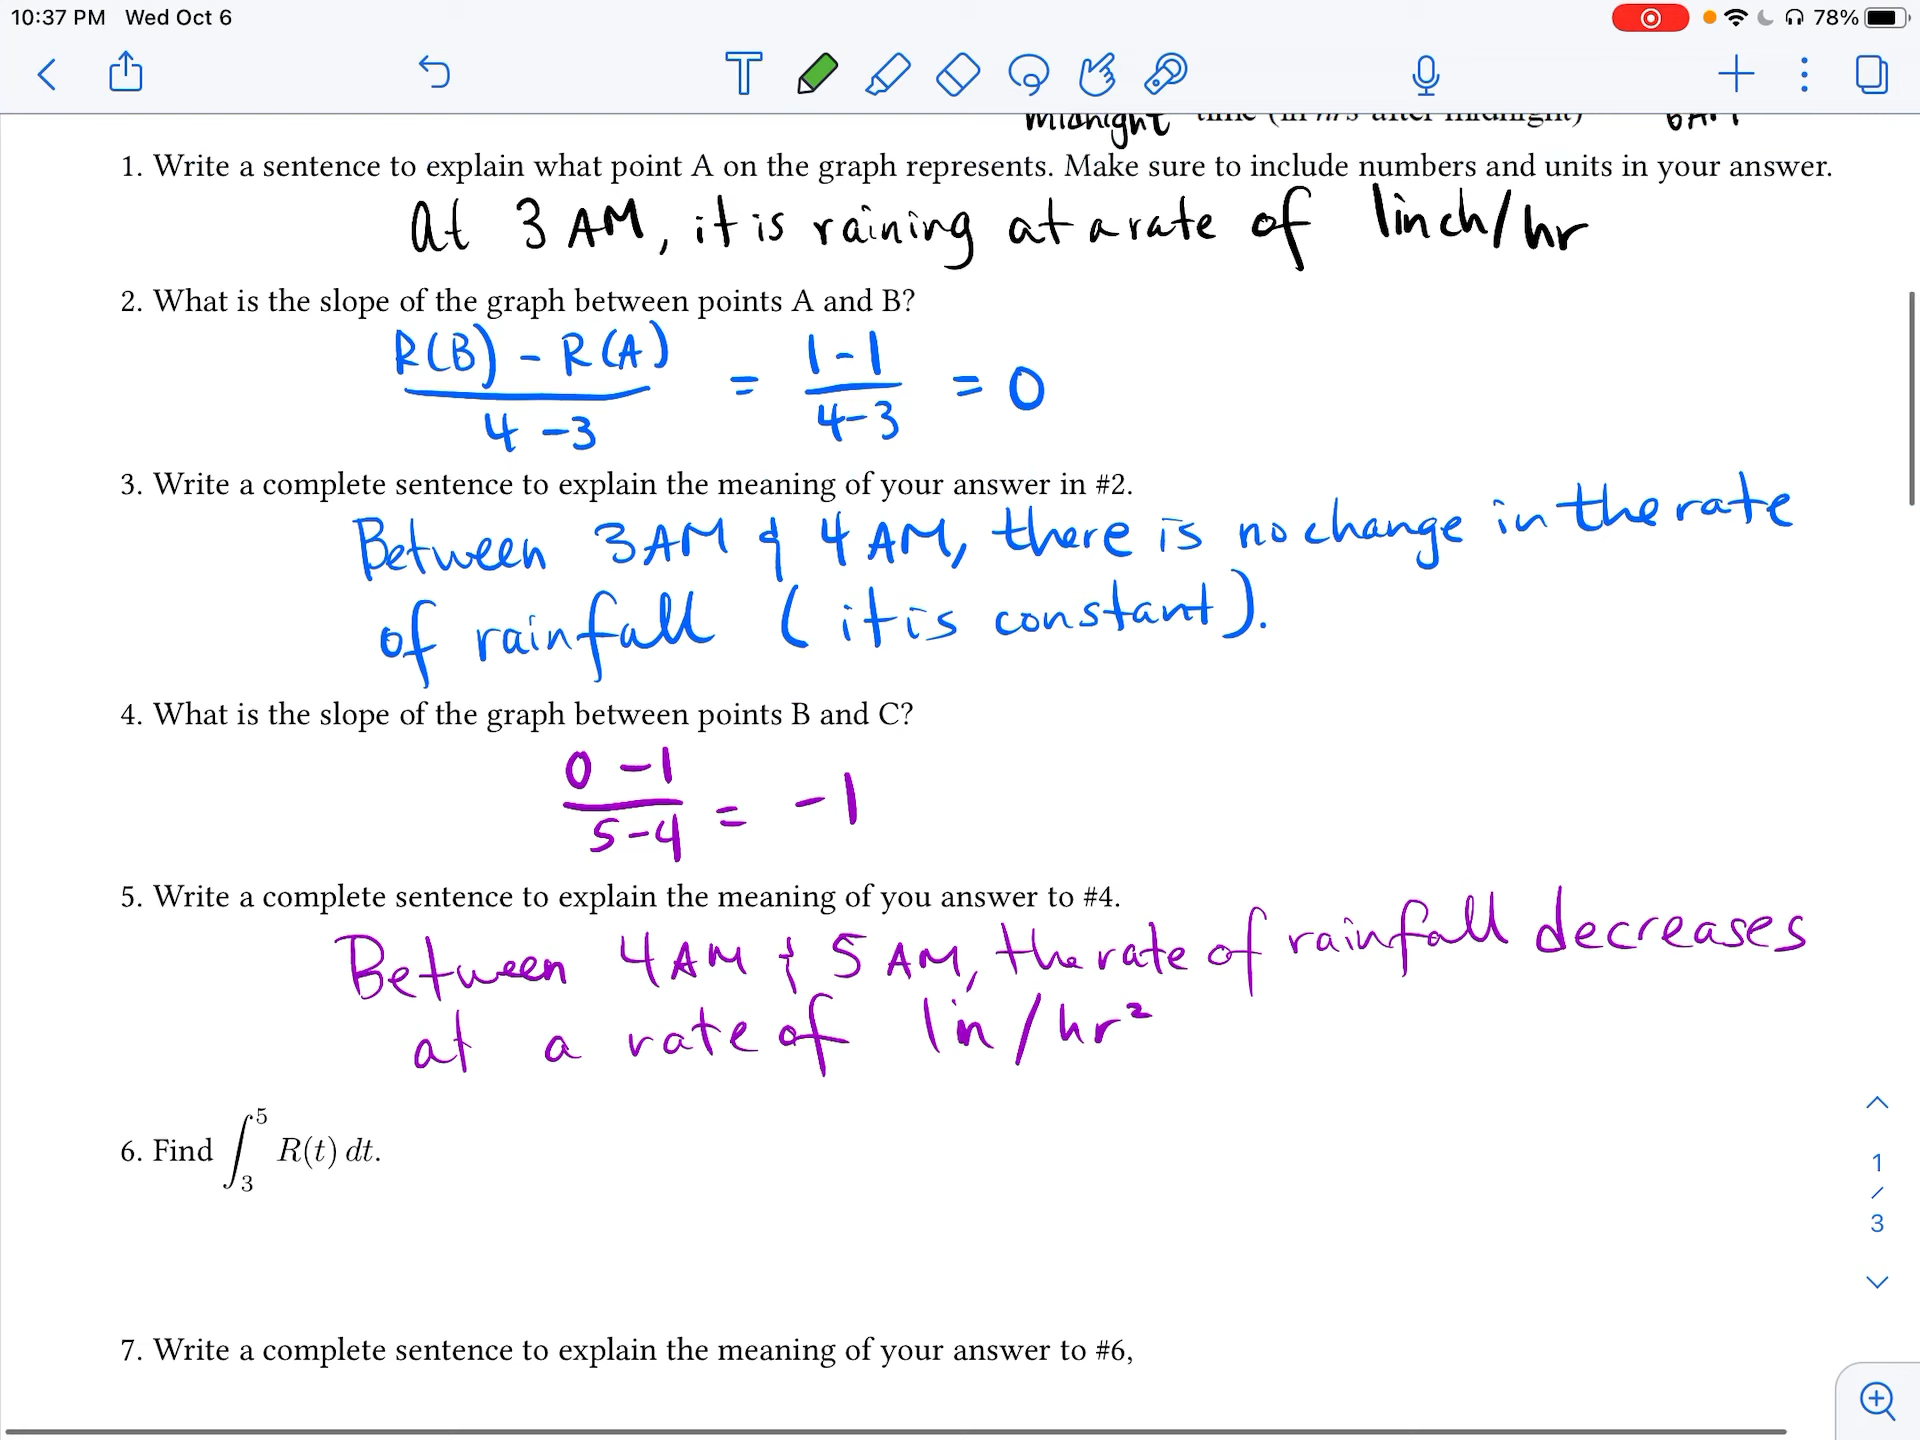 10:37 PM Wed Oct 6
78%
midnight time (in hrs after midnight) 6AM
1. Write a sentence to explain what point A on the graph represents. Make sure to include numbers and units in your answer.
At 3 AM, it is raining at a rate of 1inch/hr
2. What is the slope of the graph between points A and B?
R(B) - R(A) / 4 - 3 = 1 - 1 / 4 - 3 = 0
3. Write a complete sentence to explain the meaning of your answer in #2.
Between 3AM & 4 AM, there is no change in the rate
of rainfall (it is constant).
4. What is the slope of the graph between points B and C?
0 - 1 / 5 - 4 = -1
5. Write a complete sentence to explain the meaning of you answer to #4.
Between 4AM & 5 AM, the rate of rainfall decreases
at a rate of 1in/hr²
6. Find ∫₃⁵ R(t) dt.
1
/
3
7. Write a complete sentence to explain the meaning of your answer to #6,